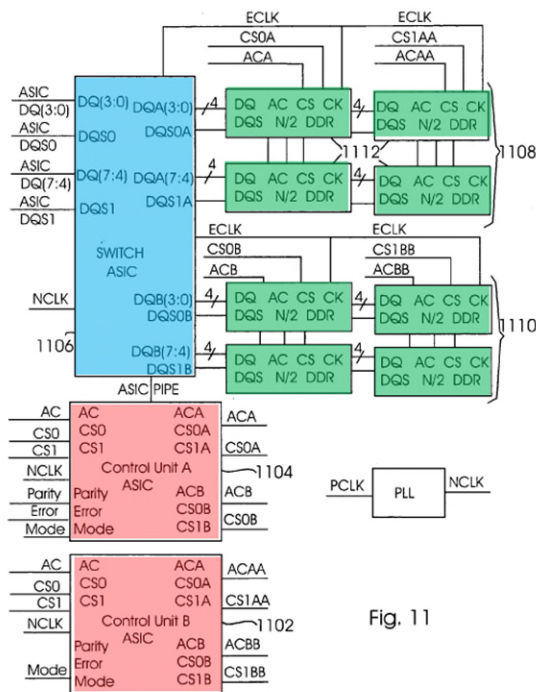 ECLK ECLK
CS0A CS1AA
ACA ACAA
ASIC DQ(3:0) DQ(3:0) DQA(3:0) 4 DQ AC CS CK 4 DQ AC CS CK
ASIC DQS0 DQS0 DQS0A DQS N/2 DDR DQS N/2 DDR
1112 1108
ASIC DQ(7:4) DQ(7:4) DQA(7:4) 4 DQ AC CS CK 4 DQ AC CS CK
ASIC DQS1 DQS1 DQS1A DQS N/2 DDR DQS N/2 DDR
SWITCH ASIC
ECLK ECLK
CS0B CS1BB
ACB ACBB
NCLK DQB(3:0) 4 DQ AC CS CK 4 DQ AC CS CK
DQS0B DQS N/2 DDR DQS N/2 DDR
1106 1110
DQB(7:4) 4 DQ AC CS CK 4 DQ AC CS CK
DQS1B DQS N/2 DDR DQS N/2 DDR
ASIC PIPE
AC AC ACA ACA
CS0 CS0 CS0A
CS1 CS1 CS1A CS0A
NCLK Control Unit A ASIC 1104
Parity Parity ACB ACB
Error Error CS0B
Mode Mode CS1B CS0B
PCLK PLL NCLK
AC AC ACA ACAA
CS0 CS0 CS0A
CS1 CS1 CS1A CS1AA
NCLK Control Unit B ASIC 1102
Parity ACB ACBB
Error CS0B
Mode Mode CS1B CS1BB
Fig. 11